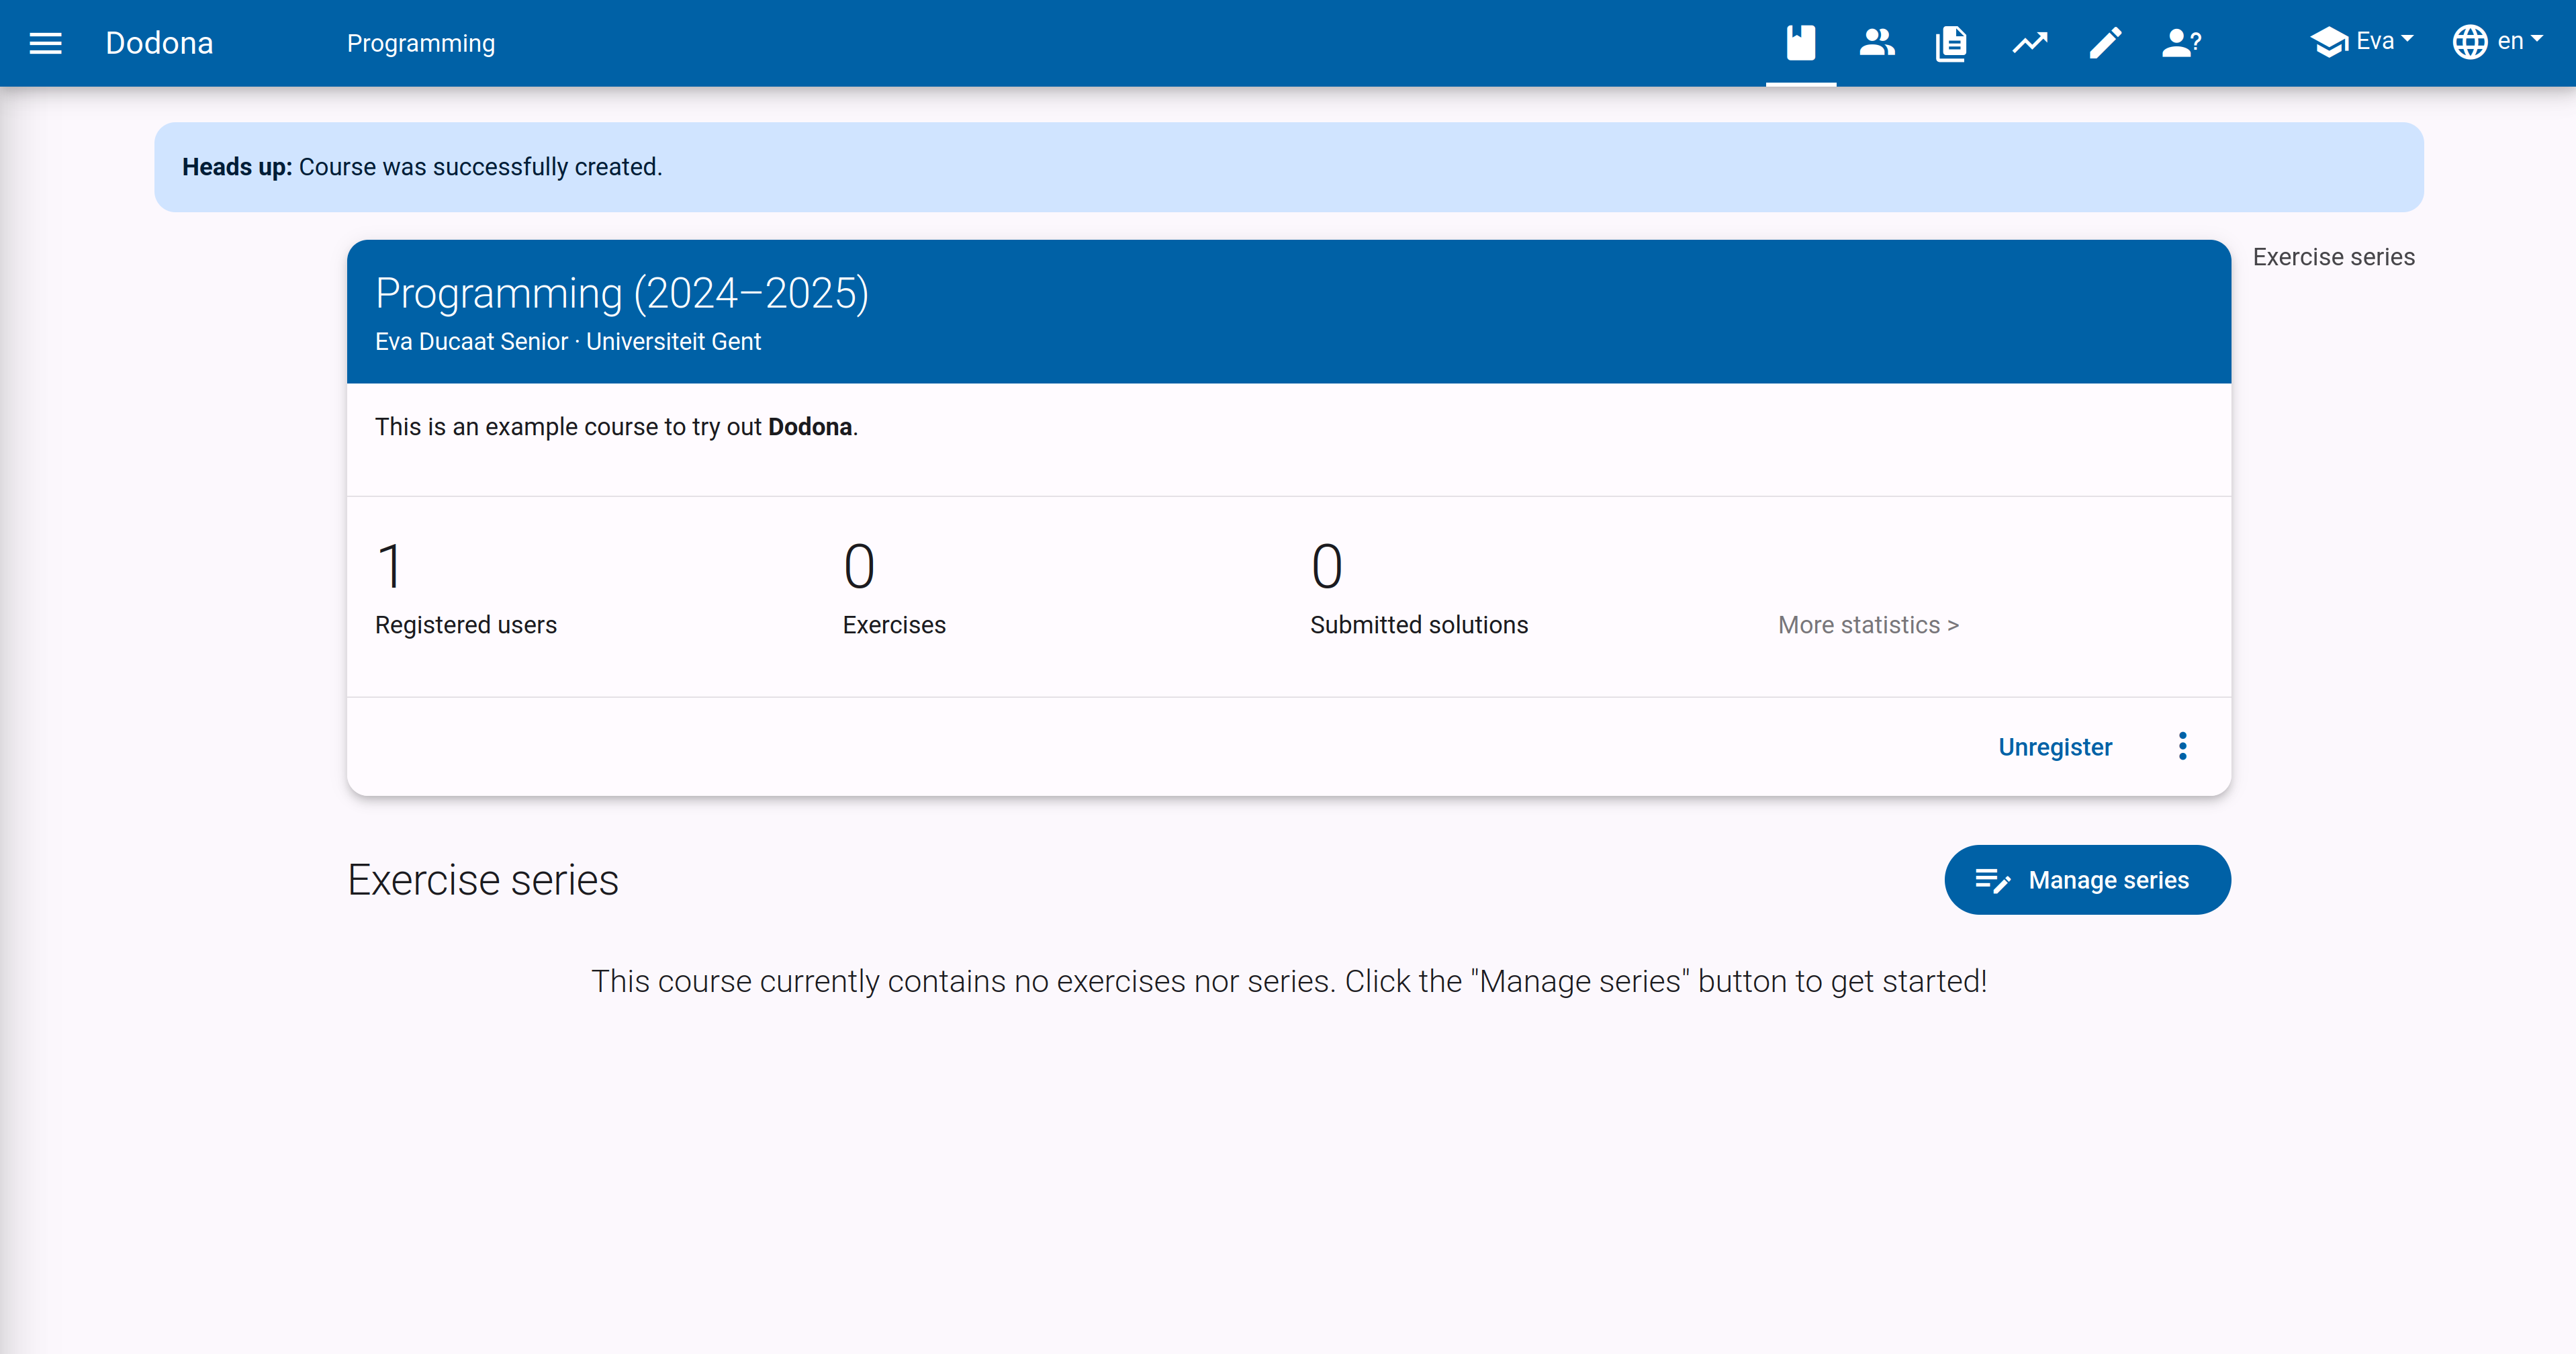 Dodona
Programming
Eva
en
Heads up: Course was successfully created.
Programming (2024–2025)
Eva Ducaat Senior · Universiteit Gent
Exercise series
This is an example course to try out Dodona.
1
Registered users
0
Exercises
0
Submitted solutions
More statistics >
Unregister
Exercise series
Manage series
This course currently contains no exercises nor series. Click the "Manage series" button to get started!